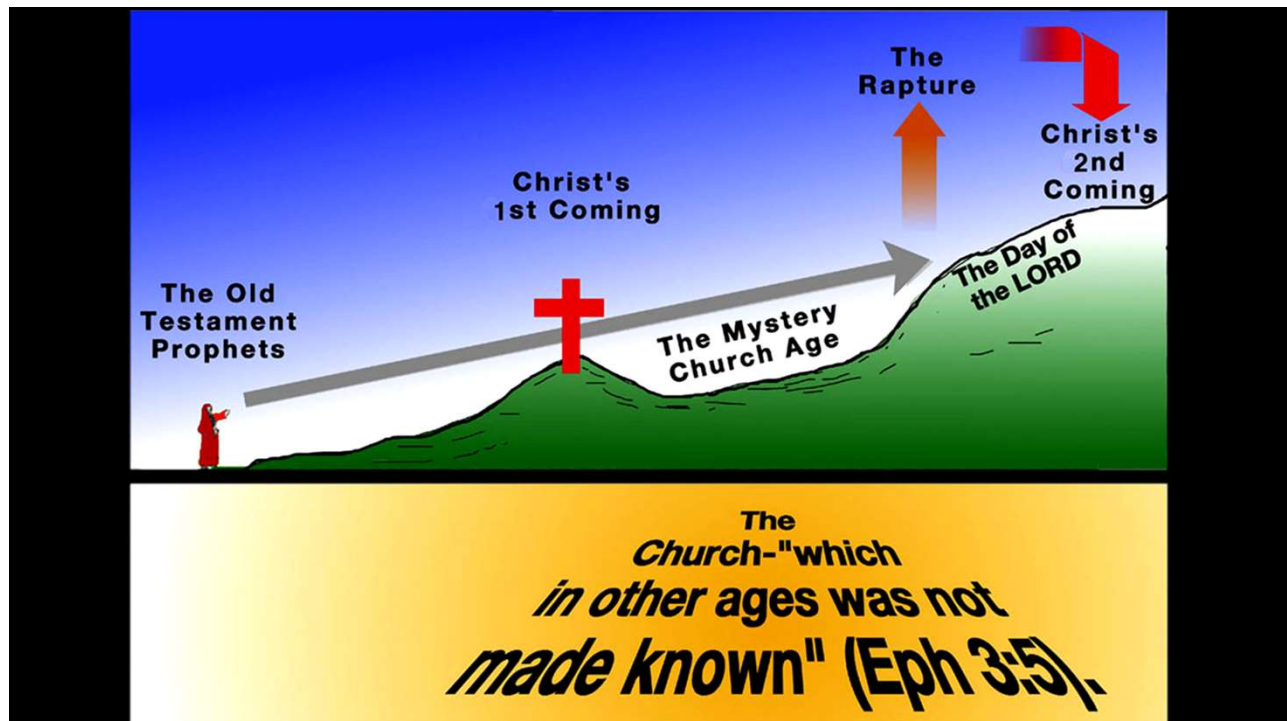 The Old
Testament
Prophets
Christ's
1st Coming
The Mystery
Church Age
The
Rapture
The Day of
the LORD
Christ's
2nd
Coming
The
Church-"which
in other ages was not
made known" (Eph 3:5).